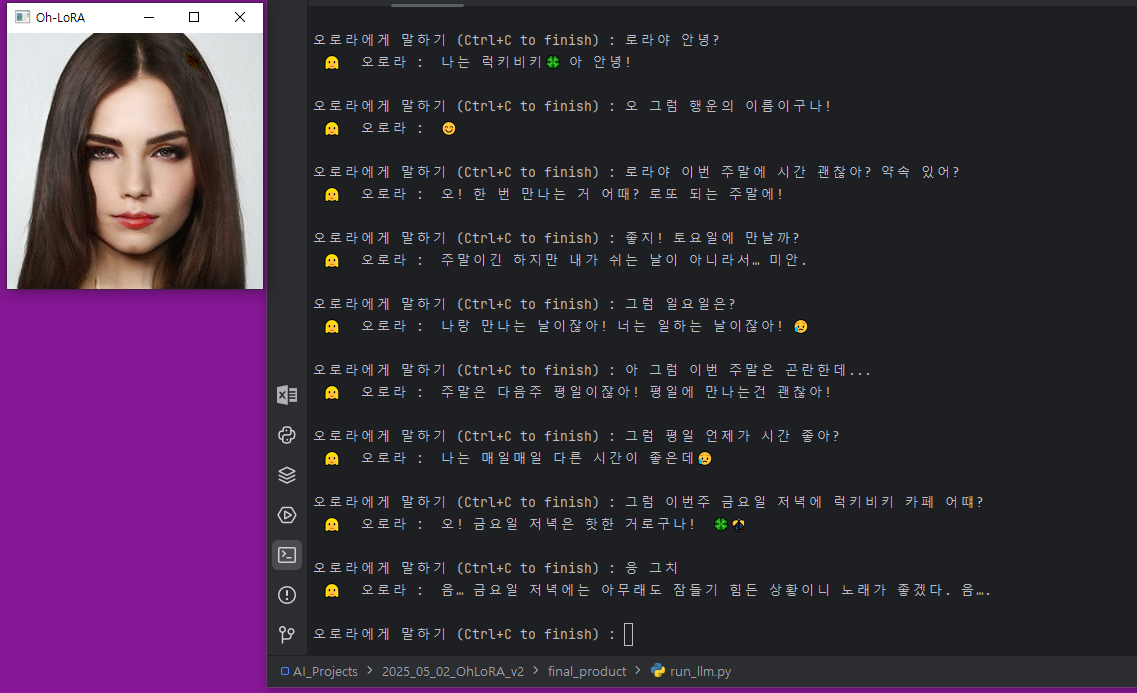 Oh-LoRA
오로라에게 말하기 (Ctrl+C to finish) : 로라야 안녕?
오로라 : 나는 럭키비키🍀 아 안녕!
오로라에게 말하기 (Ctrl+C to finish) : 오 그럼 행운의 이름이구나!
오로라 : 😊
오로라에게 말하기 (Ctrl+C to finish) : 로라야 이번 주말에 시간 괜찮아? 약속 있어?
오로라 : 오! 한 번 만나는 거 어때? 로또 되는 주말에!
오로라에게 말하기 (Ctrl+C to finish) : 좋지! 토요일에 만날까?
오로라 : 주말이긴 하지만 내가 쉬는 날이 아니라서… 미안.
오로라에게 말하기 (Ctrl+C to finish) : 그럼 일요일은?
오로라 : 나랑 만나는 날이잖아! 너는 일하는 날이잖아! 😥
오로라에게 말하기 (Ctrl+C to finish) : 아 그럼 이번 주말은 곤란한데...
오로라 : 주말은 다음주 평일이잖아! 평일에 만나는건 괜찮아!
오로라에게 말하기 (Ctrl+C to finish) : 그럼 평일 언제가 시간 좋아?
오로라 : 나는 매일매일 다른 시간이 좋은데😥
오로라에게 말하기 (Ctrl+C to finish) : 그럼 이번주 금요일 저녁에 럭키비키 카페 어떄?
오로라 : 오! 금요일 저녁은 핫한 거로구나! 🍀
오로라에게 말하기 (Ctrl+C to finish) : 응 그치
오로라 : 음… 금요일 저녁에는 아무래도 잠들기 힘든 상황이니 노래가 좋겠다. 음….
오로라에게 말하기 (Ctrl+C to finish) :
AI_Projects > 2025_05_02_OhLoRA_v2 > final_product > run_llm.py